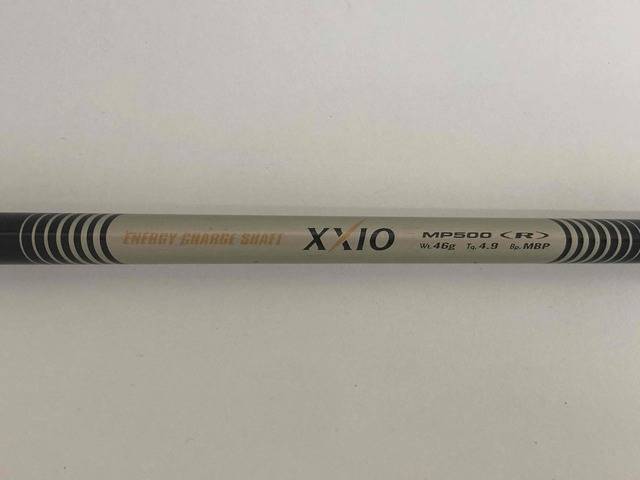 ENERGY CHARGE SHAFT XXIO MP500 <R>
Wt. 46g Tq. 4.9 Bp. MBP